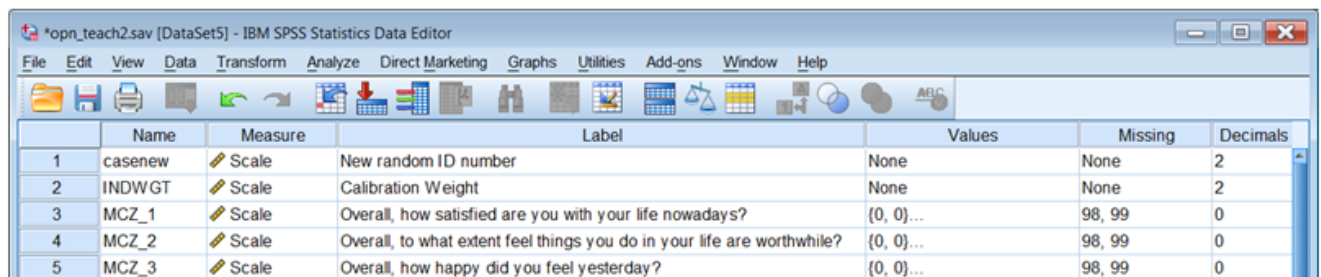 *opn_teach2.sav [DataSet5] - IBM SPSS Statistics Data Editor
File Edit View Data Transform Analyze Direct Marketing Graphs Utilities Add-ons Window Help
Name Measure Label Values Missing Decimals
1 casenew Scale New random ID number None None 2
2 INDWGT Scale Calibration Weight None None 2
3 MCZ_1 Scale Overall, how satisfied are you with your life nowadays? {0, 0}... 98, 99 0
4 MCZ_2 Scale Overall, to what extent feel things you do in your life are worthwhile? {0, 0}... 98, 99 0
5 MCZ_3 Scale Overall, how happy did you feel yesterday? {0, 0}... 98, 99 0